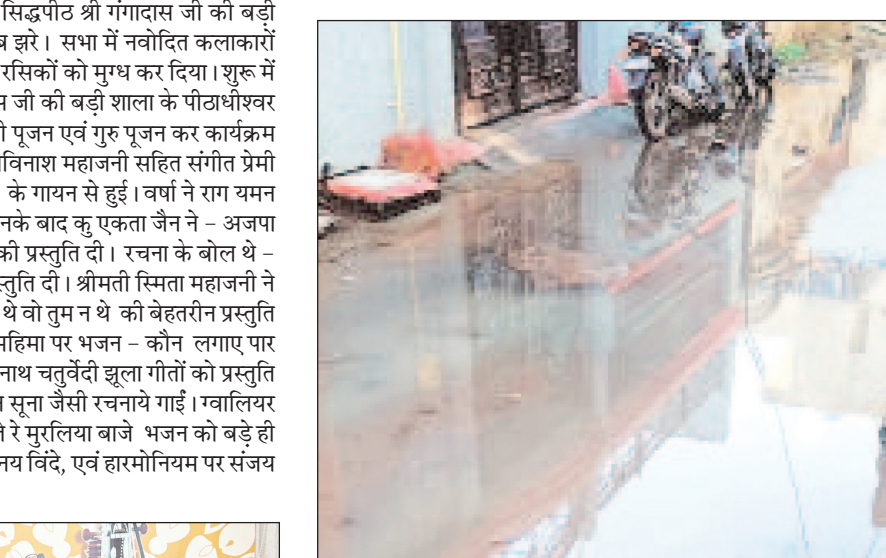 सिद्धपीठ श्री गंगादास जी की बड़ी
झरे। सभा में नवोदित कलाकारों
रसिकों को मुग्ध कर दिया। शुरू में
जी की बड़ी शाला के पीठाधीश्वर
पूजन एवं गुरु पूजन कर कार्यक्रम
महाजनी सहित संगीत प्रेमी
के गायन से हुई। वर्षा ने राग यमन
बाद कु एकता जैन ने – अजपा
की प्रस्तुति दी। रचना के बोल थे –
दी। श्रीमती स्मिता महाजनी ने
थे वो तुम न थे की बेहतरीन प्रस्तुति
पर भजन – कौन लगाए पार
चतुर्वेदी झूला गीतों को प्रस्तुति
सूना जैसी रचनाये गाईं। ग्वालियर
रे मुरलिया बाजे भजन को बड़े ही
विंदे, एवं हारमोनियम पर संजय